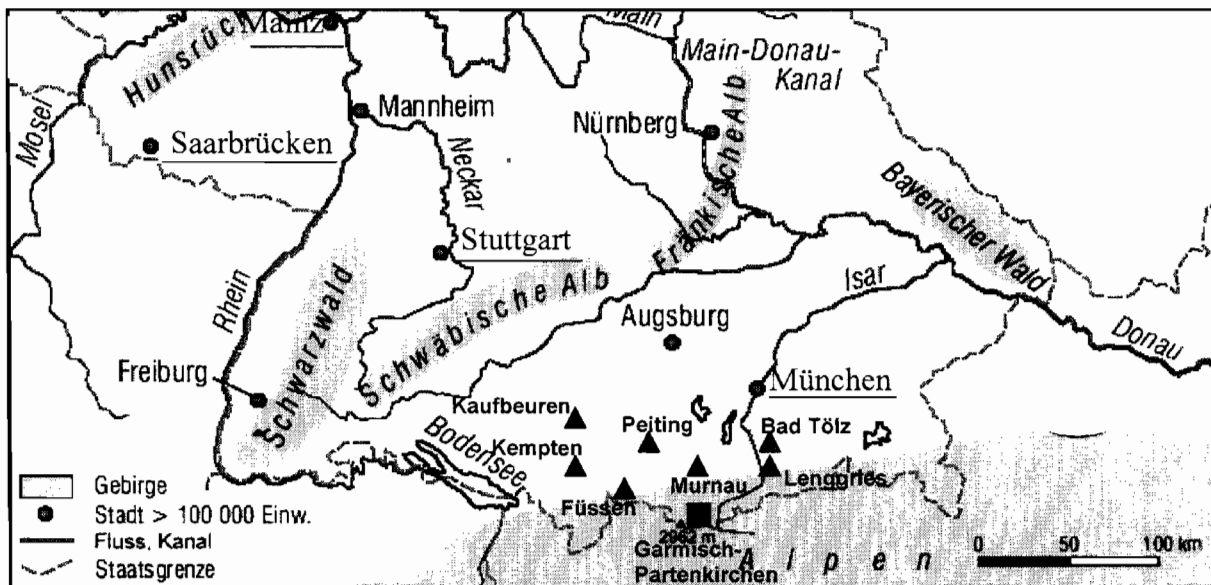 Mainz
Main
Hunsrück
Main-Donau-
Kanal
Mosel
Mannheim
Nürnberg
Saarbrücken
Neckar
Fränkische Alb
Bayerischer Wald
Stuttgart
Rhein
Schwarzwald
Schwäbische Alb
Isar
Augsburg
Donau
Freiburg
München
Kaufbeuren
Peiting
Bad Tölz
Kempten
Bodensee
Murnau
Lenggries
Füssen
2962 m
Garmisch-
Partenkirchen
Alpen
Gebirge
Stadt > 100 000 Einw.
Fluss, Kanal
Staatsgrenze
0 50 100 km